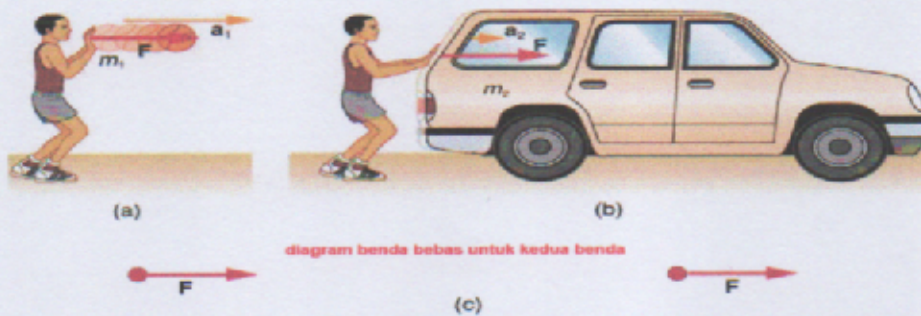 a₁
F
m₁
a₂
F
m₂
(a)
(b)
diagram benda bebas untuk kedua benda
F
F
(c)